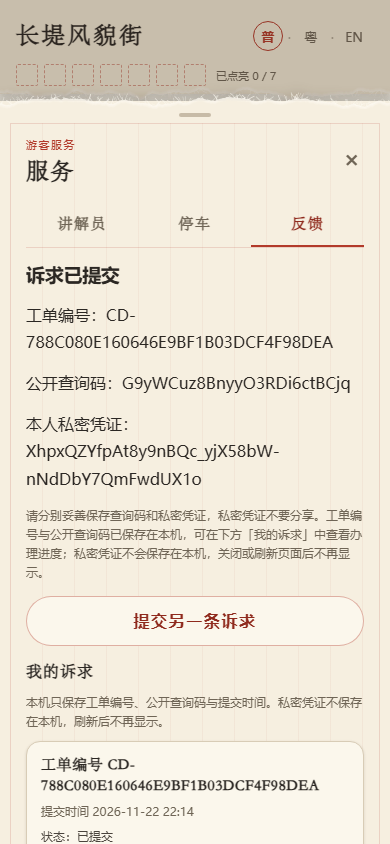 长堤风貌街
普 · 粤 · EN
已点亮 0 / 7
游客服务
服务
×
讲解员 停车 反馈
诉求已提交
工单编号：CD-
788C080E160646E9BF1B03DCF4F98DEA
公开查询码：G9yWCuz8BnyyO3RDi6ctBCjq
本人私密凭证：
XhpxQZYfpAt8y9nBQc_yjX58bW-
nNdDbY7QmFwdUX1o
请分别妥善保存查询码和私密凭证，私密凭证不要分享。工单编
号与公开查询码已保存在本机，可在下方「我的诉求」中查看办
理进度；私密凭证不会保存在本机，关闭或刷新页面后不再显
示。
提交另一条诉求
我的诉求
本机只保存工单编号、公开查询码与提交时间。私密凭证不保存
在本机，刷新后不再显示。
工单编号 CD-
788C080E160646E9BF1B03DCF4F98DEA
提交时间 2026-11-22 22:14
状态：已提交